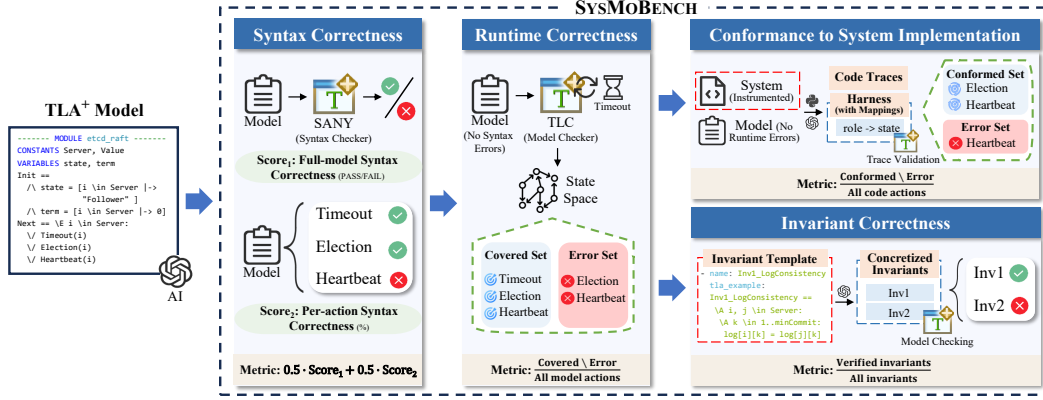 SYSMOBENCH
TLA+ Model
------- MODULE etcd_raft -------
CONSTANTS Server, Value
VARIABLES state, term
Init ==
/\ state = [i \in Server |->
"Follower" ]
/\ term = [i \in Server |-> 0]
Next == \E i \in Server:
\/ Timeout(i)
\/ Election(i)
\/ Heartbeat(i)
AI
Syntax Correctness
Model
SANY
(Syntax Checker)
Score1: Full-model Syntax
Correctness (PASS/FAIL)
Model
Timeout
Election
Heartbeat
Score2: Per-action Syntax
Correctness (%)
Metric: 0.5 · Score1 + 0.5 · Score2
Runtime Correctness
Model
(No Syntax
Errors)
TLC
(Model Checker)
Timeout
State
Space
Covered Set
Timeout
Election
Heartbeat
Error Set
Election
Heartbeat
Metric: Covered \ Error
All model actions
Conformance to System Implementation
System
(Instrumented)
Model (No
Runtime Errors)
Code Traces
Harness
(with Mappings)
role -> state
Trace Validation
Conformed Set
Election
Heartbeat
Error Set
Heartbeat
Metric: Conformed \ Error
All code actions
Invariant Correctness
Invariant Template
- name: Inv1_LogConsistency
tla_example:
Inv1_LogConsistency ==
\A i, j \in Server:
\A k \in 1..minCommit:
log[i][k] = log[j][k]
Concretized
Invariants
Inv1
Inv2
Model Checking
Inv1
Inv2
Metric: Verified invariants
All invariants